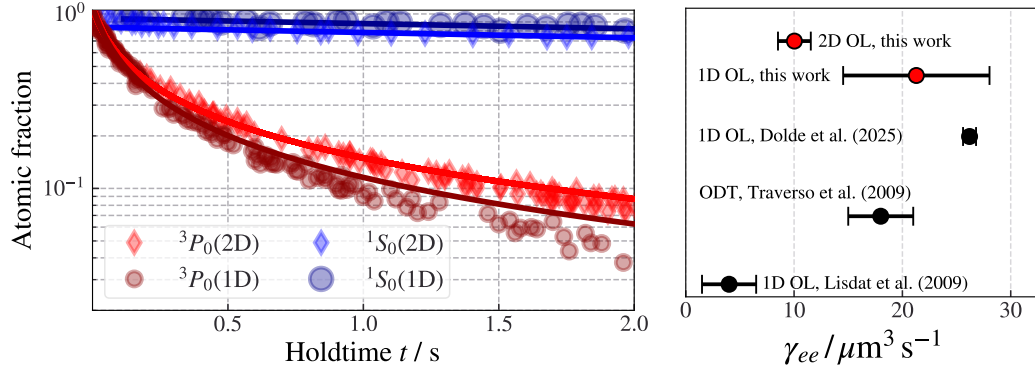 10⁰
10⁻¹
Atomic fraction
³P₀(2D)
¹S₀(2D)
³P₀(1D)
¹S₀(1D)
0.5
1.0
1.5
2.0
Holdtime t / s
2D OL, this work
1D OL, this work
1D OL, Dolde et al. (2025)
ODT, Traverso et al. (2009)
1D OL, Lisdat et al. (2009)
0
10
20
30
γₑₑ / μm³ s⁻¹